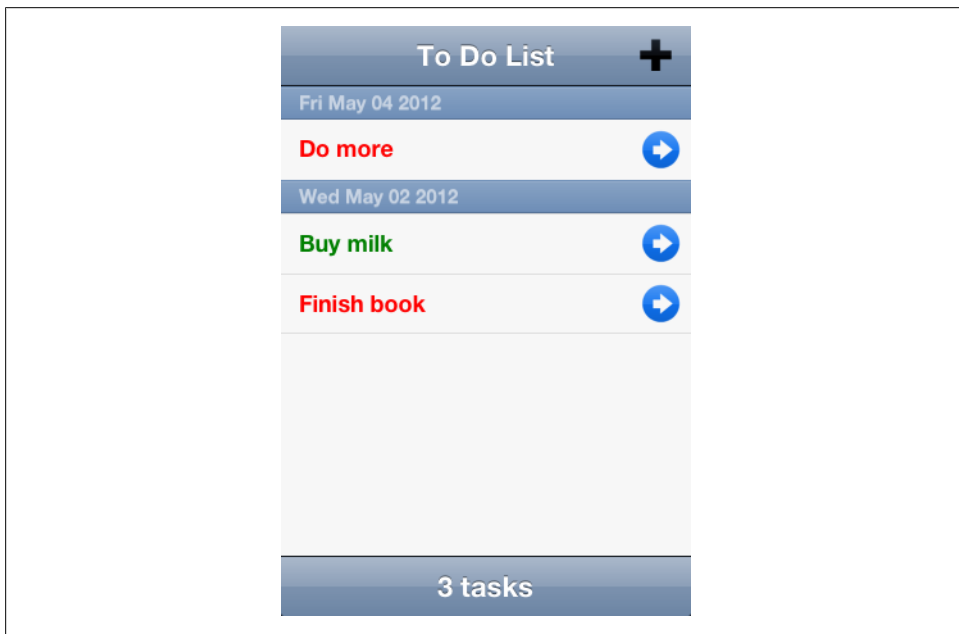 To Do List
Fri May 04 2012
Do more
Wed May 02 2012
Buy milk
Finish book
3 tasks